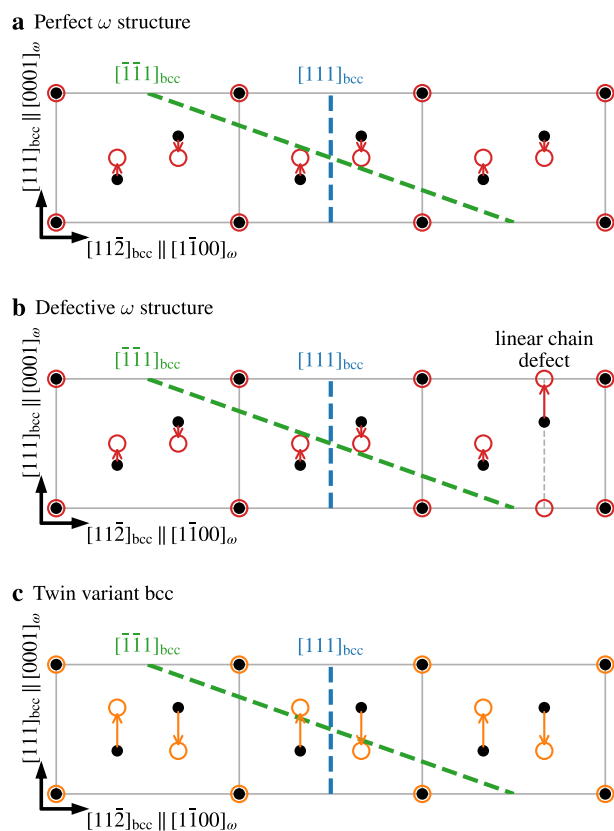 a Perfect ω structure
[1̅1̅1]bcc
[111]bcc
[111]bcc || [0001]ω
[112̅]bcc || [11̅00]ω
b Defective ω structure
[1̅1̅1]bcc
[111]bcc
linear chain
defect
[111]bcc || [0001]ω
[112̅]bcc || [11̅00]ω
c Twin variant bcc
[1̅1̅1]bcc
[111]bcc
[111]bcc || [0001]ω
[112̅]bcc || [11̅00]ω